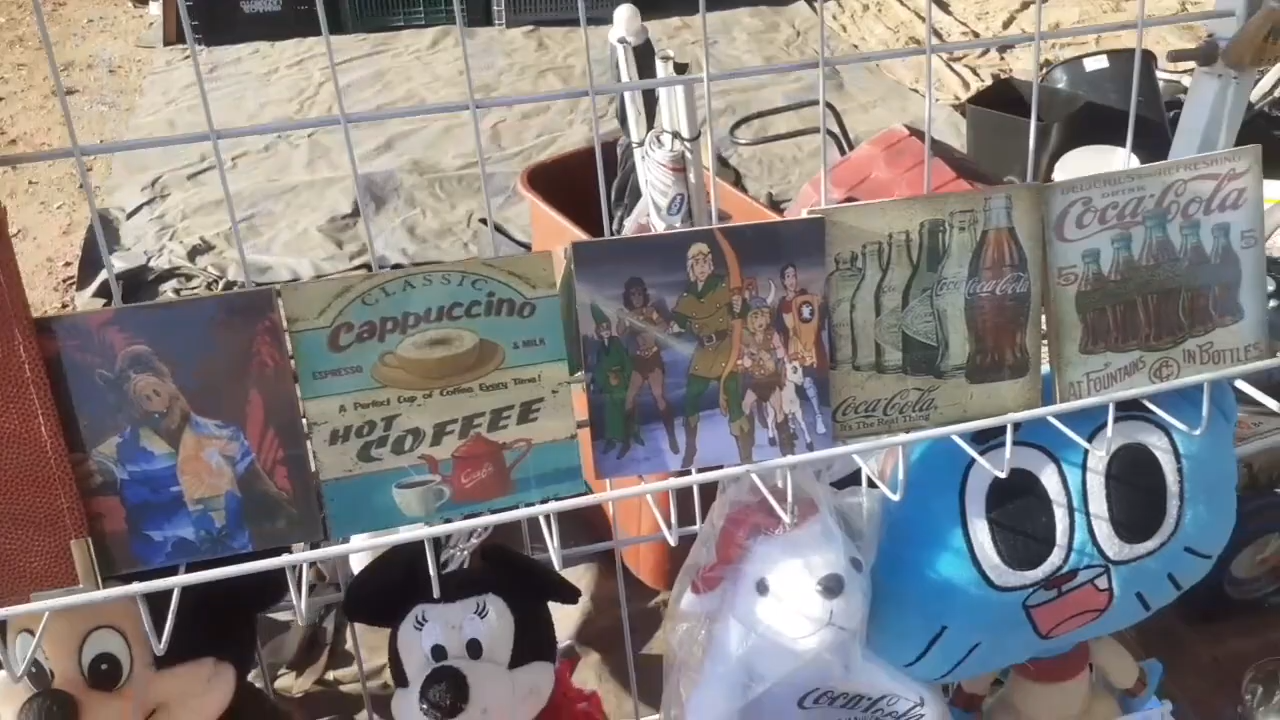 CLASSIC
Cappuccino
& MILK
ESPRESSO
A Perfect Cup of Coffee Every Time!
HOT
COFFEE
Coca-Cola
Coca-Cola
It's The Real Thing
DELICIOUS AND REFRESHING
DRINK
Coca-Cola
5
5
AT FOUNTAINS
IN BOTTLES
Coca-Cola